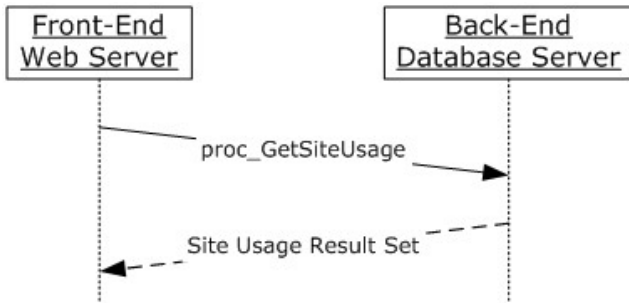 Front-End
Web Server
Back-End
Database Server
proc_GetSiteUsage
Site Usage Result Set